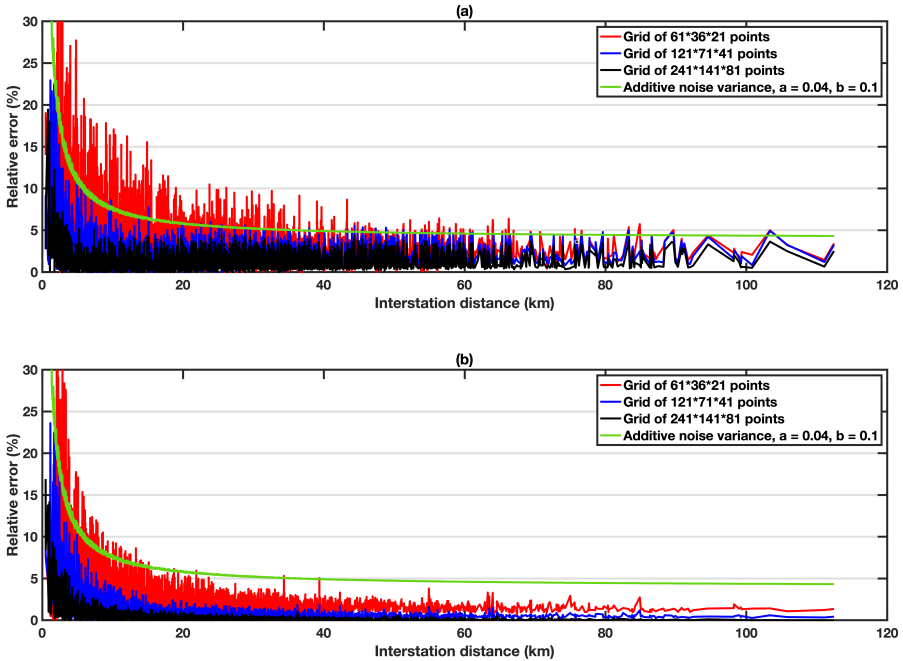 (a)
30
25
20
15
10
5
0
Relative error (%)
Grid of 61*36*21 points
Grid of 121*71*41 points
Grid of 241*141*81 points
Additive noise variance, a = 0.04, b = 0.1
0 20 40 60 80 100 120
Interstation distance (km)
(b)
30
25
20
15
10
5
0
Relative error (%)
Grid of 61*36*21 points
Grid of 121*71*41 points
Grid of 241*141*81 points
Additive noise variance, a = 0.04, b = 0.1
0 20 40 60 80 100 120
Interstation distance (km)